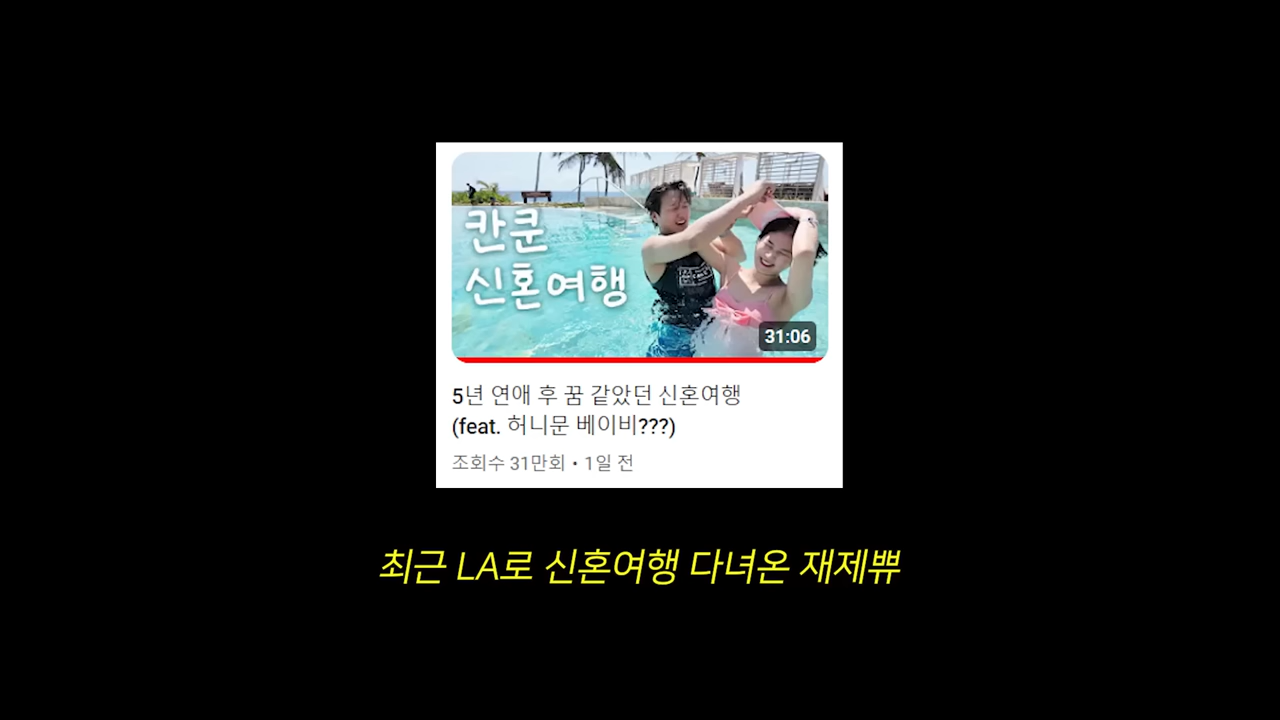 칸쿤
신혼여행
31:06
5년 연애 후 꿈 같았던 신혼여행
(feat. 허니문 베이비???)
조회수 31만회 • 1일 전
최근 LA로 신혼여행 다녀온 재제쀼